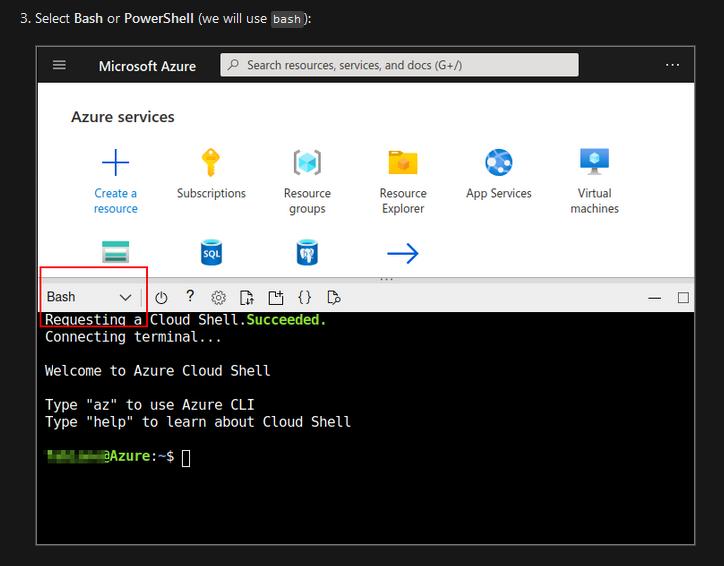 3. Select Bash or PowerShell (we will use bash):
Microsoft Azure
Search resources, services, and docs (G+/)
...
Azure services
Create a resource
Subscriptions
Resource groups
Resource Explorer
App Services
Virtual machines
SQL
...
Bash
?
{}
Requesting a Cloud Shell.Succeeded.
Connecting terminal...
Welcome to Azure Cloud Shell
Type "az" to use Azure CLI
Type "help" to learn about Cloud Shell
@Azure:~$